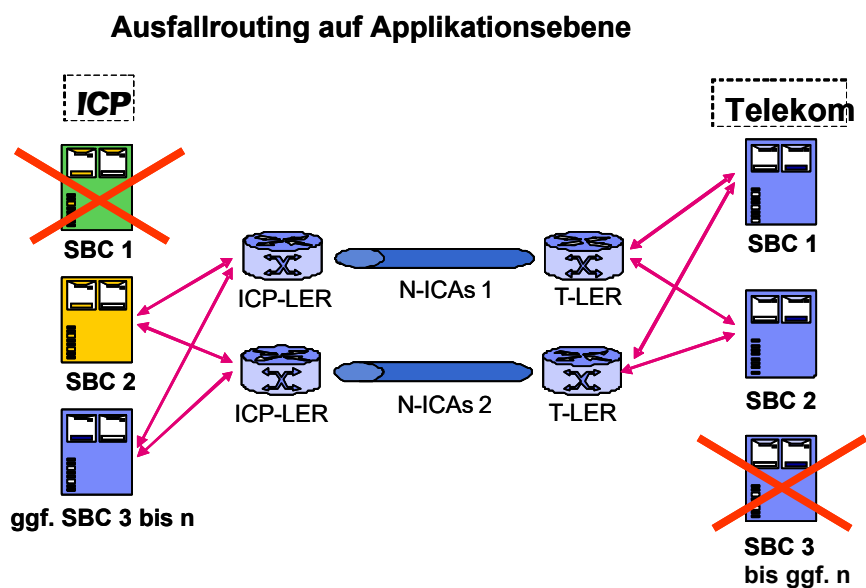 Ausfallrouting auf Applikationsebene
ICP
Telekom
SBC 1
SBC 1
ICP-LER
N-ICAs 1
T-LER
SBC 2
SBC 2
ICP-LER
N-ICAs 2
T-LER
ggf. SBC 3 bis n
SBC 3
bis ggf. n